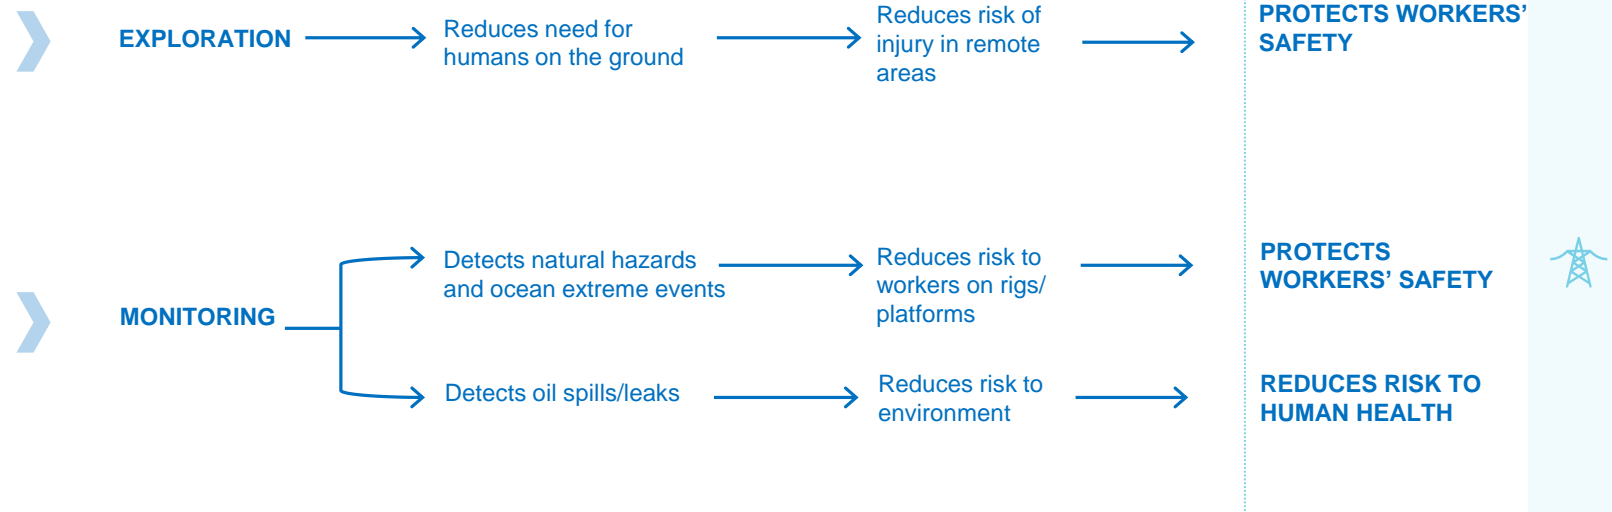 EXPLORATION
Reduces need for
humans on the ground
Reduces risk of
injury in remote
areas
PROTECTS WORKERS’
SAFETY
MONITORING
Detects natural hazards
and ocean extreme events
Reduces risk to
workers on rigs/
platforms
PROTECTS
WORKERS’ SAFETY
Detects oil spills/leaks
Reduces risk to
environment
REDUCES RISK TO
HUMAN HEALTH